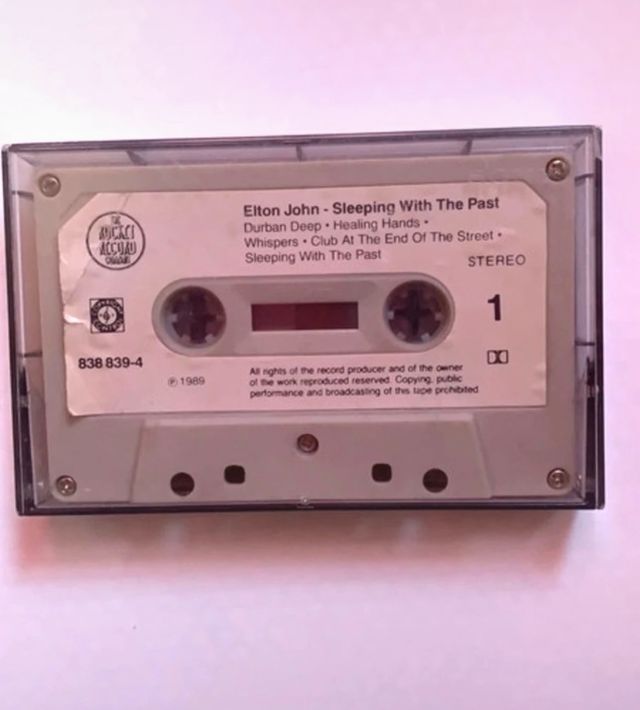 Elton John - Sleeping With The Past
Durban Deep • Healing Hands •
Whispers • Club At The End Of The Street •
Sleeping With The Past
STEREO
THE
ROCKET
RECORD
COMPANY
1
838 839-4
℗ 1989
All rights of the record producer and of the owner
of the work reproduced reserved. Copying, public
performance and broadcasting of this tape prohibited